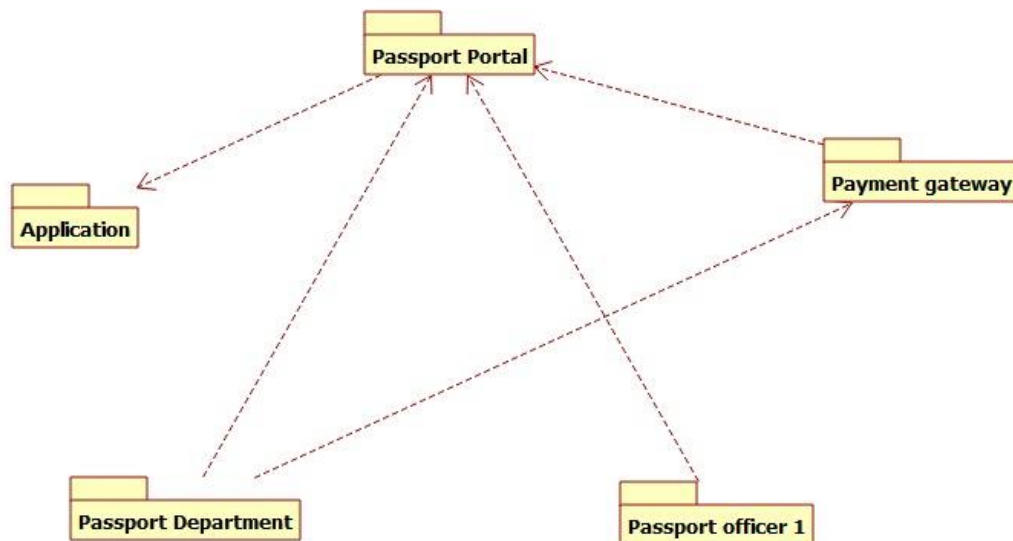 Passport Portal
Payment gateway
Application
Passport Department
Passport officer 1